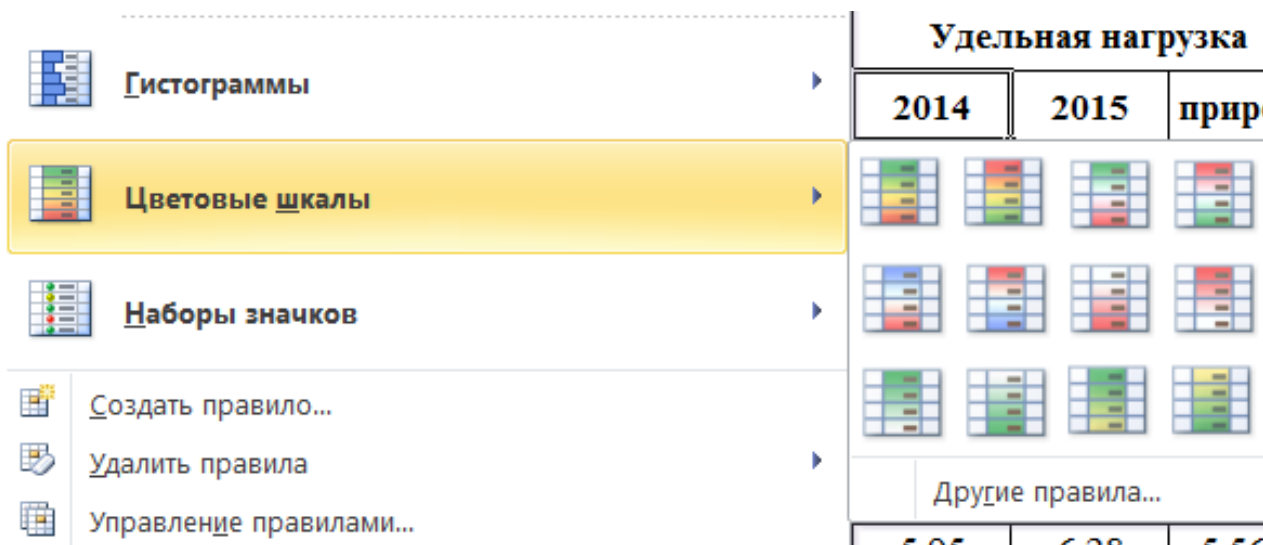 Удельная нагрузка
Гистограммы
2014 2015
Цветовые шкалы
Наборы значков
Создать правило...
Удалить правила
Другие правила...
Управление правилами...